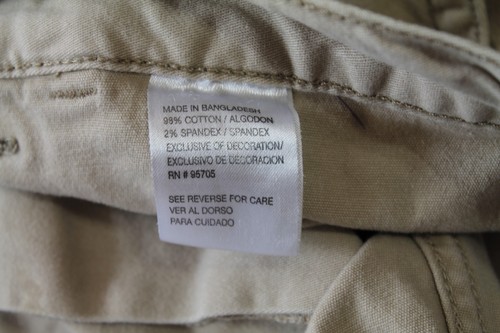 MADE IN BANGLADESH
98% COTTON / ALGODON
2% SPANDEX / SPANDEX
EXCLUSIVE OF DECORATION/
EXCLUSIVO DE DECORACION
RN # 95705
SEE REVERSE FOR CARE
VER AL DORSO
PARA CUIDADO